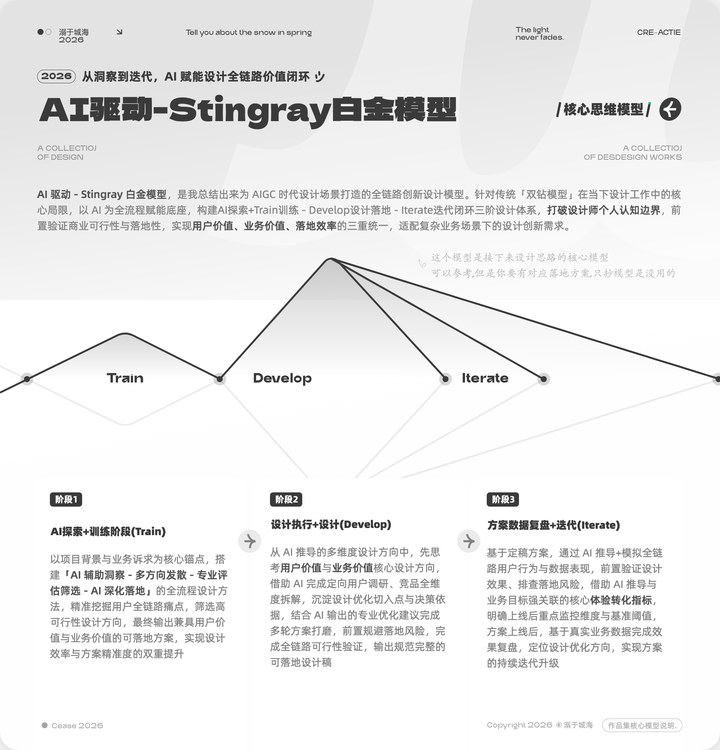 溺于城海
2026
Tell you about the snow in spring
The light
never fades.
CRE-ACTIE
2026 从洞察到迭代，AI 赋能设计全链路价值闭环
AI驱动-Stingray白金模型
/核心思维模型/
A COLLECTIOJ
OF DESIGN
A COLLECTIOJ
OF DESDESIGN WORKS
AI 驱动 - Stingray 白金模型，是我总结出来为 AIGC 时代设计场景打造的全链路创新设计模型。针对传统「双钻模型」在当下设计工作中的核
心局限，以 AI 为全流程赋能底座，构建AI探索+Train训练 - Develop设计落地 - Iterate迭代闭环三阶设计体系，打破设计师个人认知边界，前
置验证商业可行性与落地性，实现用户价值、业务价值、落地效率的三重统一，适配复杂业务场景下的设计创新需求。
这个模型是接下来设计思路的核心模型
可以参考,但是你要有对应落地方案,只抄模型是没用的
Train
Develop
Iterate
阶段1
AI探索+训练阶段(Train)
以项目背景与业务诉求为核心锚点，搭
建「AI 辅助洞察 - 多方向发散 - 专业评
估筛选 - AI 深化落地」的全流程设计方
法，精准挖掘用户全链路痛点，筛选高
可行性设计方向，最终输出兼具用户价
值与业务价值的可落地方案，实现设计
效率与方案精准度的双重提升
阶段2
设计执行+设计(Develop)
从 AI 推导的多维度设计方向中，先思
考用户价值与业务价值核心设计方向，
借助 AI 完成定向用户调研、竞品全维
度拆解，沉淀设计优化切入点与决策依
据，结合 AI 输出的专业优化建议完成
多轮方案打磨，前置规避落地风险，完
成全链路可行性验证，输出规范完整的
可落地设计稿
阶段3
方案数据复盘+迭代(Iterate)
基于定稿方案，通过 AI 推导+模拟全链
路用户行为与数据表现，前置验证设计
效果、排查落地风险，借助 AI 推导与
业务目标强关联的核心体验转化指标，
明确上线后重点监控维度与基准阈值，
方案上线后，基于真实业务数据完成效
果复盘，定位设计优化方向，实现方案
的持续迭代升级
Cease 2026
Copyright 2026 ® 溺于城海
作品集核心模型说明.